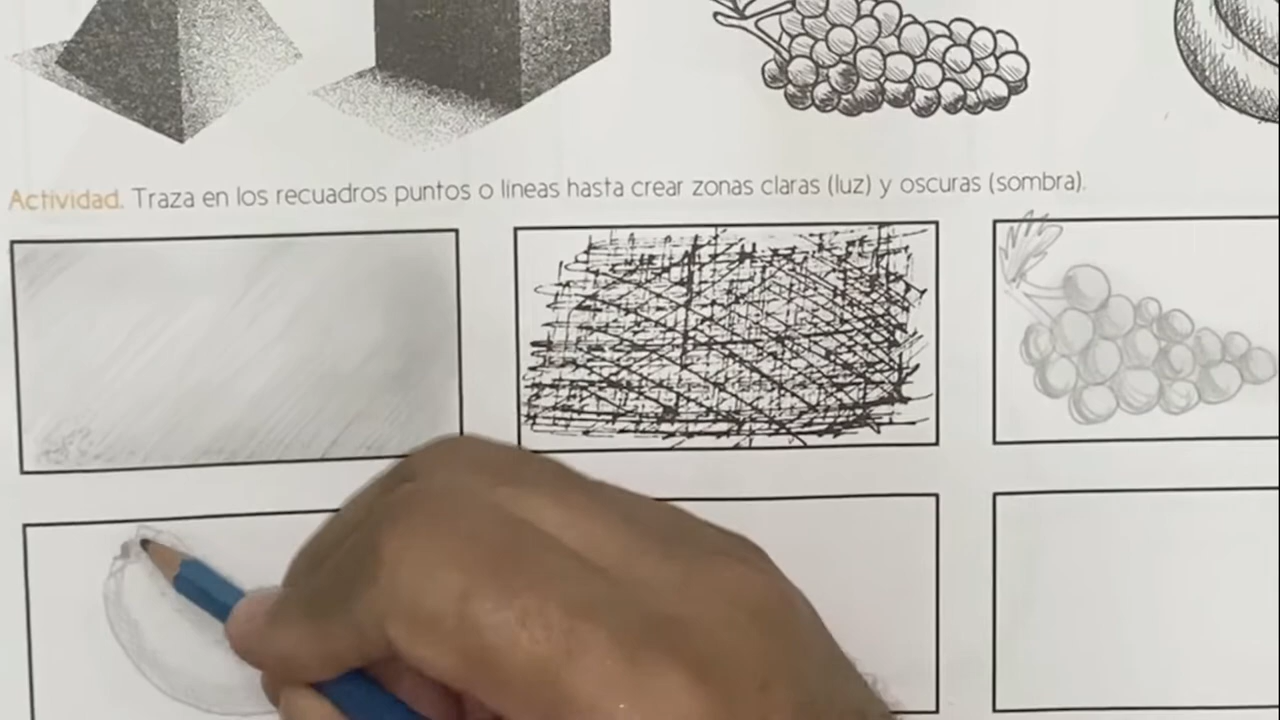 Actividad. Traza en los recuadros puntos o líneas hasta crear zonas claras (luz) y oscuras (sombra).